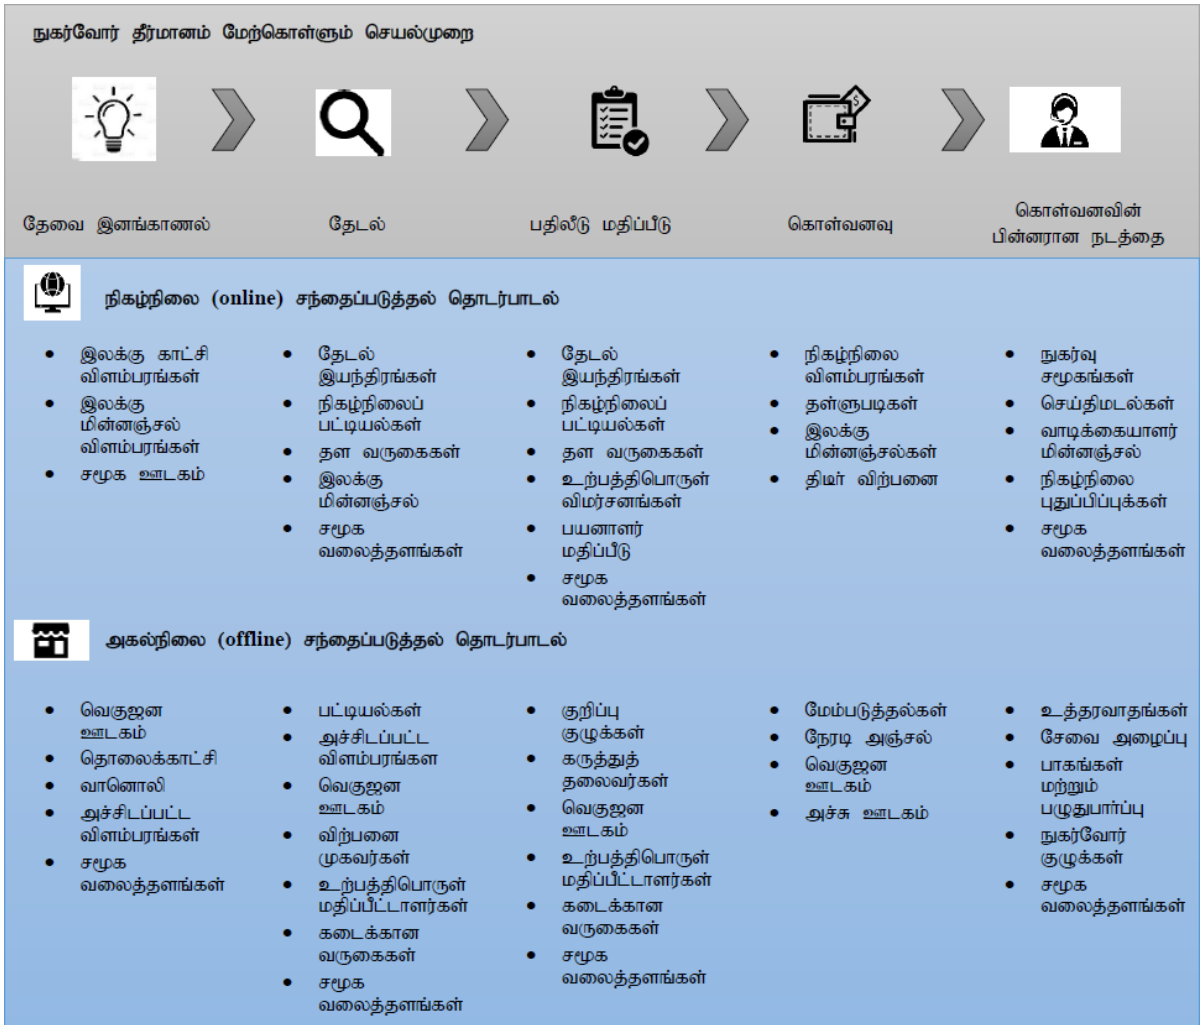 நுகர்வோர் தீர்மானம் மேற்கொள்ளும் செயல்முறை
தேவை இனங்காணல்
தேடல்
பதிலீடு மதிப்பீடு
கொள்வனவு
கொள்வனவின்
பின்னரான நடத்தை
நிகழ்நிலை (online) சந்தைப்படுத்தல் தொடர்பாடல்
• இலக்கு காட்சி
விளம்பரங்கள்
• இலக்கு
மின்னஞ்சல்
விளம்பரங்கள்
• சமூக ஊடகம்
• தேடல்
இயந்திரங்கள்
• நிகழ்நிலைப்
பட்டியல்கள்
• தள வருகைகள்
• இலக்கு
மின்னஞ்சல்
• சமூக
வலைத்தளங்கள்
• தேடல்
இயந்திரங்கள்
• நிகழ்நிலைப்
பட்டியல்கள்
• தள வருகைகள்
• உற்பத்திபொருள்
விமர்சனங்கள்
• பயனாளர்
மதிப்பீடு
• சமூக
வலைத்தளங்கள்
• நிகழ்நிலை
விளம்பரங்கள்
• தள்ளுபடிகள்
• இலக்கு
மின்னஞ்சல்கள்
• திடீர் விற்பனை
• நுகர்வு
சமூகங்கள்
• செய்திமடல்கள்
• வாடிக்கையாளர்
மின்னஞ்சல்
• நிகழ்நிலை
புதுப்பிப்புக்கள்
• சமூக
வலைத்தளங்கள்
அகல்நிலை (offline) சந்தைப்படுத்தல் தொடர்பாடல்
• வெகுஜன
ஊடகம்
• தொலைக்காட்சி
• வானொலி
• அச்சிடப்பட்ட
விளம்பரங்கள்
• சமூக
வலைத்தளங்கள்
• பட்டியல்கள்
• அச்சிடப்பட்ட
விளம்பரங்கள
• வெகுஜன
ஊடகம்
• விற்பனை
முகவர்கள்
• உற்பத்திபொருள்
மதிப்பீட்டாளர்கள்
• கடைக்கான
வருகைகள்
• சமூக
வலைத்தளங்கள்
• குறிப்பு
குழுக்கள்
• கருத்துத்
தலைவர்கள்
• வெகுஜன
ஊடகம்
• உற்பத்திபொருள்
மதிப்பீட்டாளர்கள்
• கடைக்கான
வருகைகள்
• சமூக
வலைத்தளங்கள்
• மேம்படுத்தல்கள்
• நேரடி அஞ்சல்
• வெகுஜன
ஊடகம்
• அச்சு ஊடகம்
• உத்தரவாதங்கள்
• சேவை அழைப்பு
• பாகங்கள்
மற்றும்
பழுதுபார்ப்பு
• நுகர்வோர்
குழுக்கள்
• சமூக
வலைத்தளங்கள்